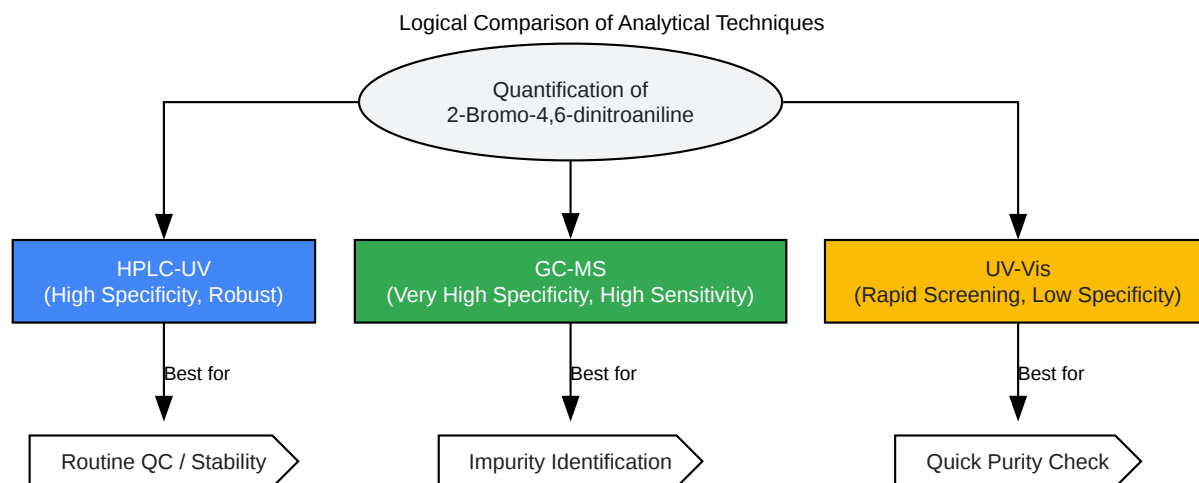 Logical Comparison of Analytical Techniques
Quantification of
2-Bromo-4,6-dinitroaniline
HPLC-UV
(High Specificity, Robust)
GC-MS
(Very High Specificity, High Sensitivity)
UV-Vis
(Rapid Screening, Low Specificity)
Best for
Best for
Best for
Routine QC / Stability
Impurity Identification
Quick Purity Check